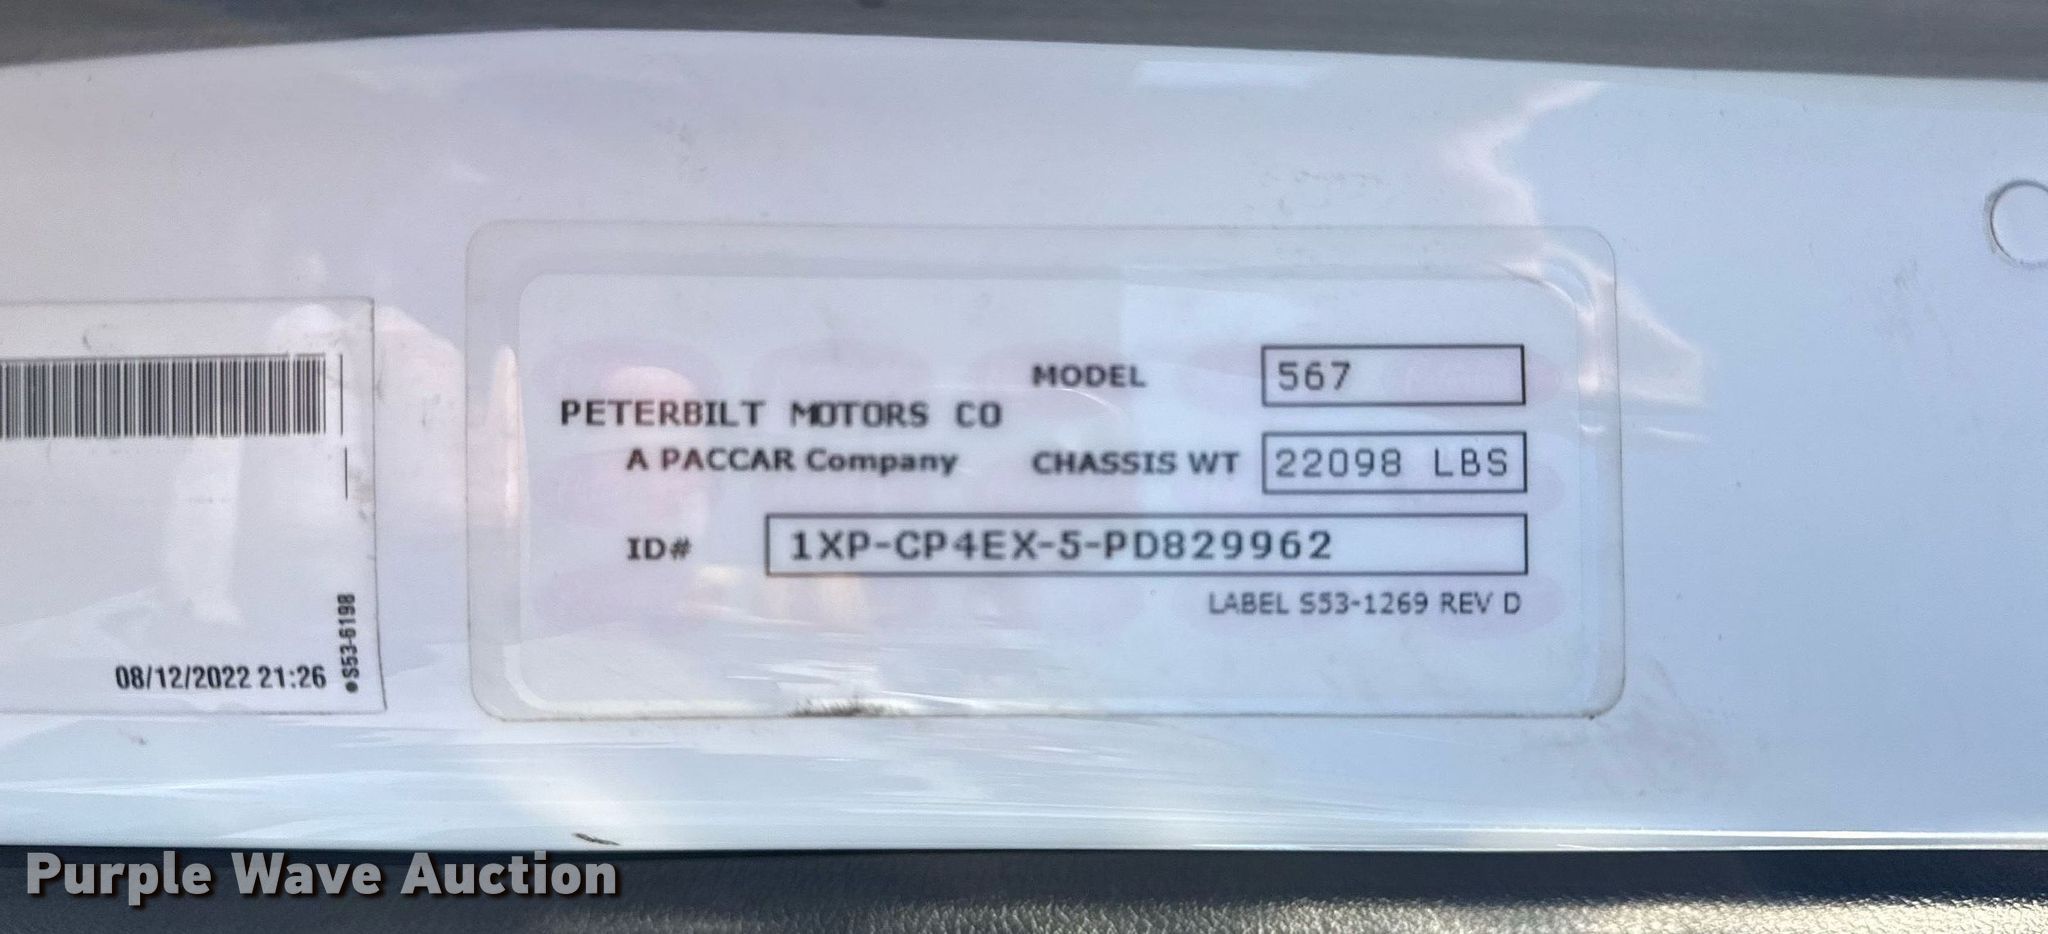 MODEL 567
PETERBILT MOTORS CO
A PACCAR Company CHASSIS WT 22098 LBS
ID# 1XP-CP4EX-5-PD829962
LABEL S53-1269 REV D
08/12/2022 21:26
•S53-6198
Purple Wave Auction